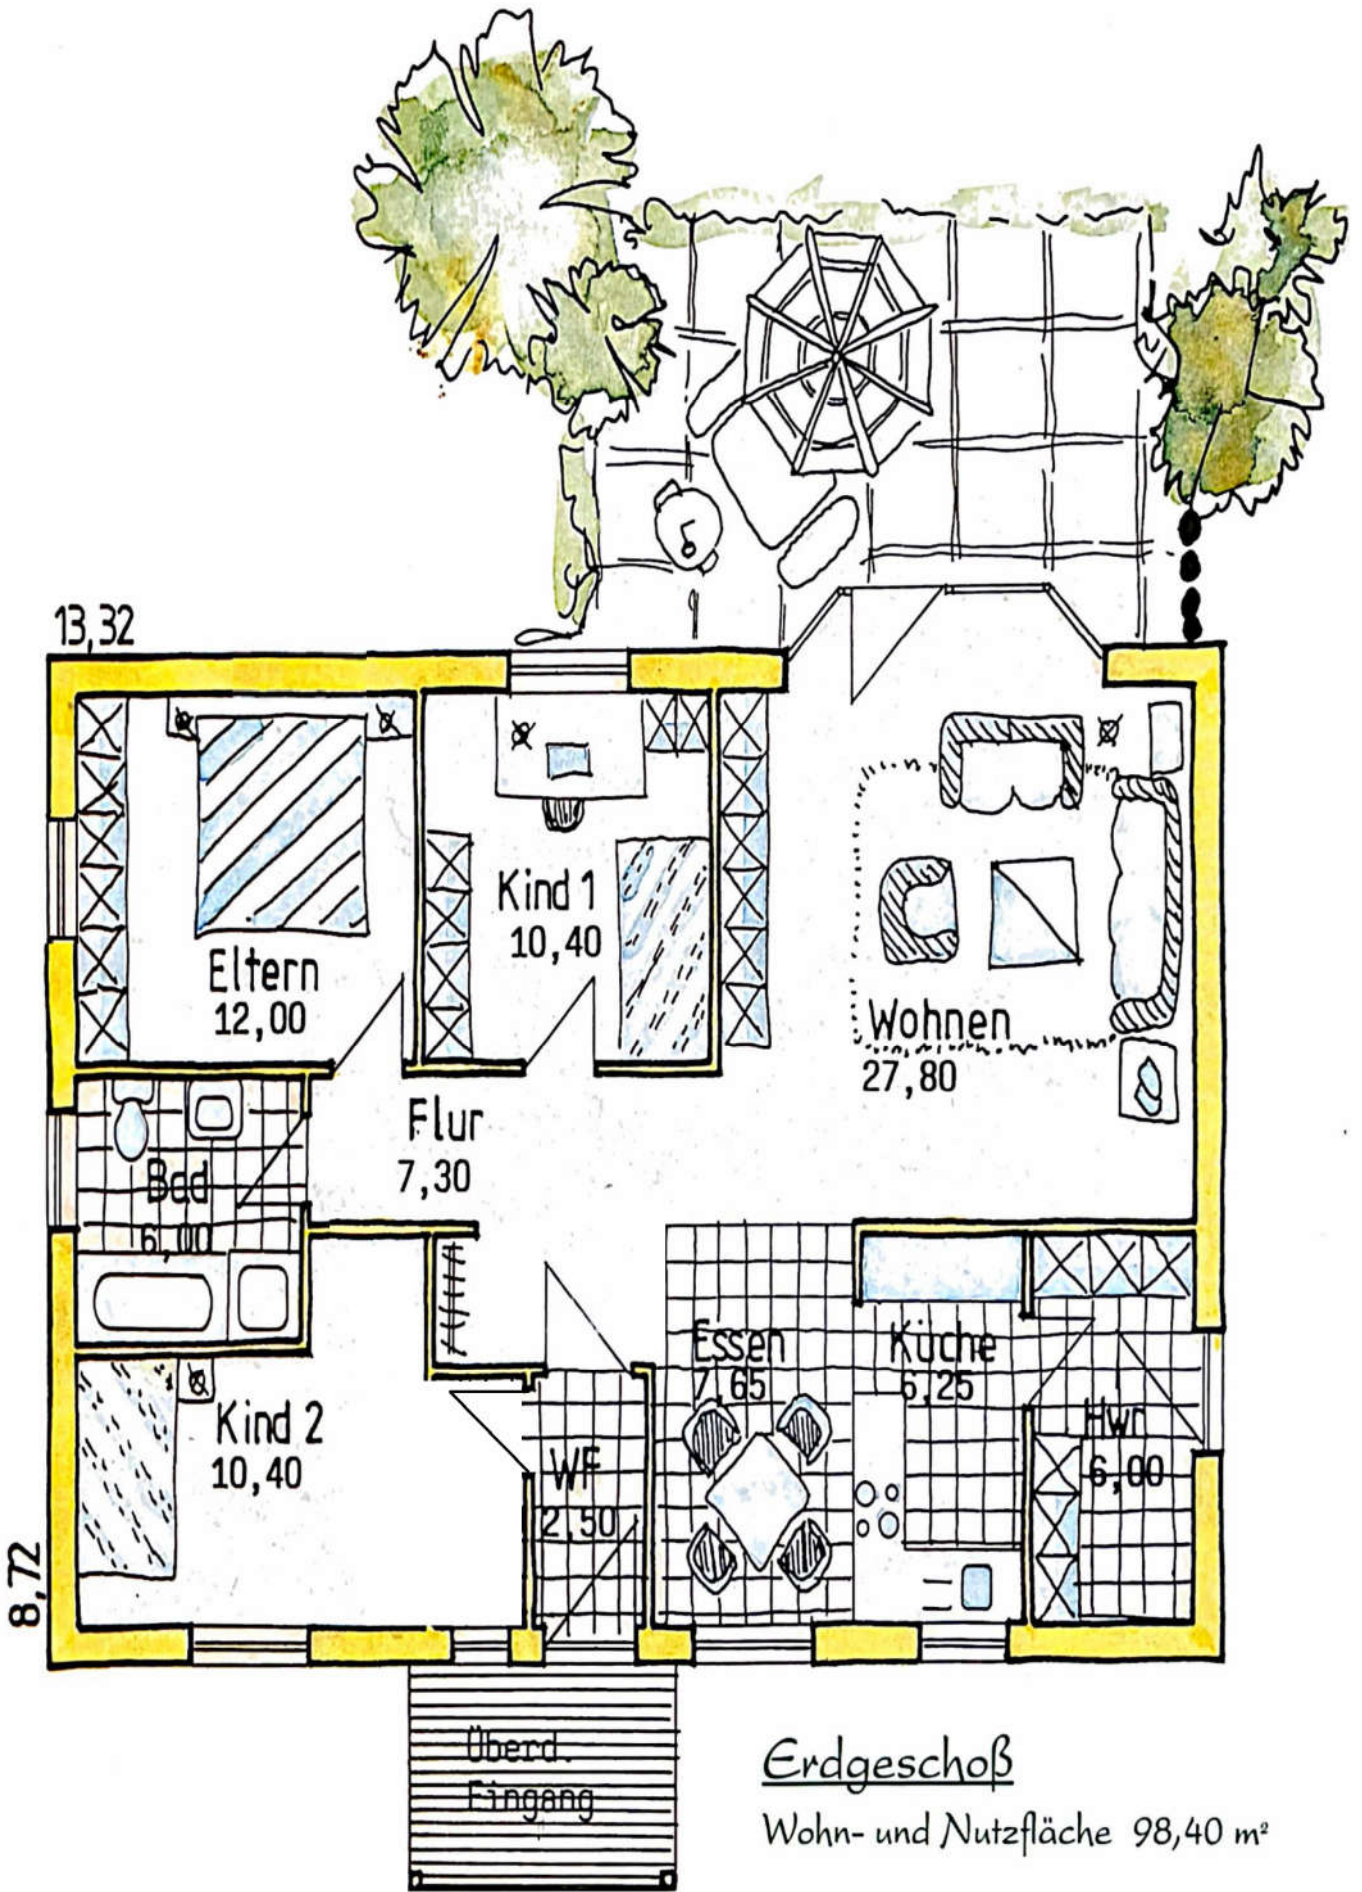 13,32
Kind 1
10,40
Eltern
12,00
Wohnen
27,80
Flur
7,30
Bad
6,00
Essen
7,65
Küche
6,25
Hwr
6,00
Kind 2
10,40
WF
2,50
8,72
Überd.
Eingang
Erdgeschoß
Wohn- und Nutzfläche 98,40 m²